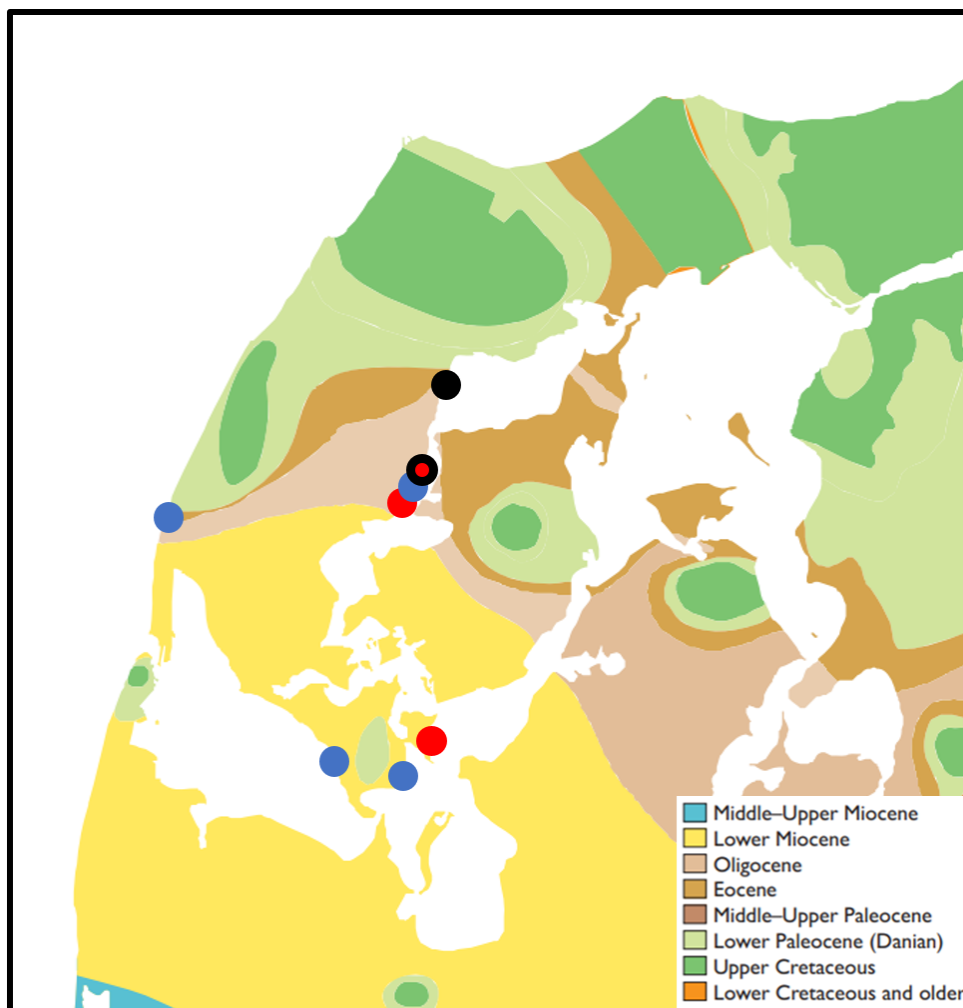 Middle–Upper Miocene
Lower Miocene
Oligocene
Eocene
Middle–Upper Paleocene
Lower Paleocene (Danian)
Upper Cretaceous
Lower Cretaceous and older